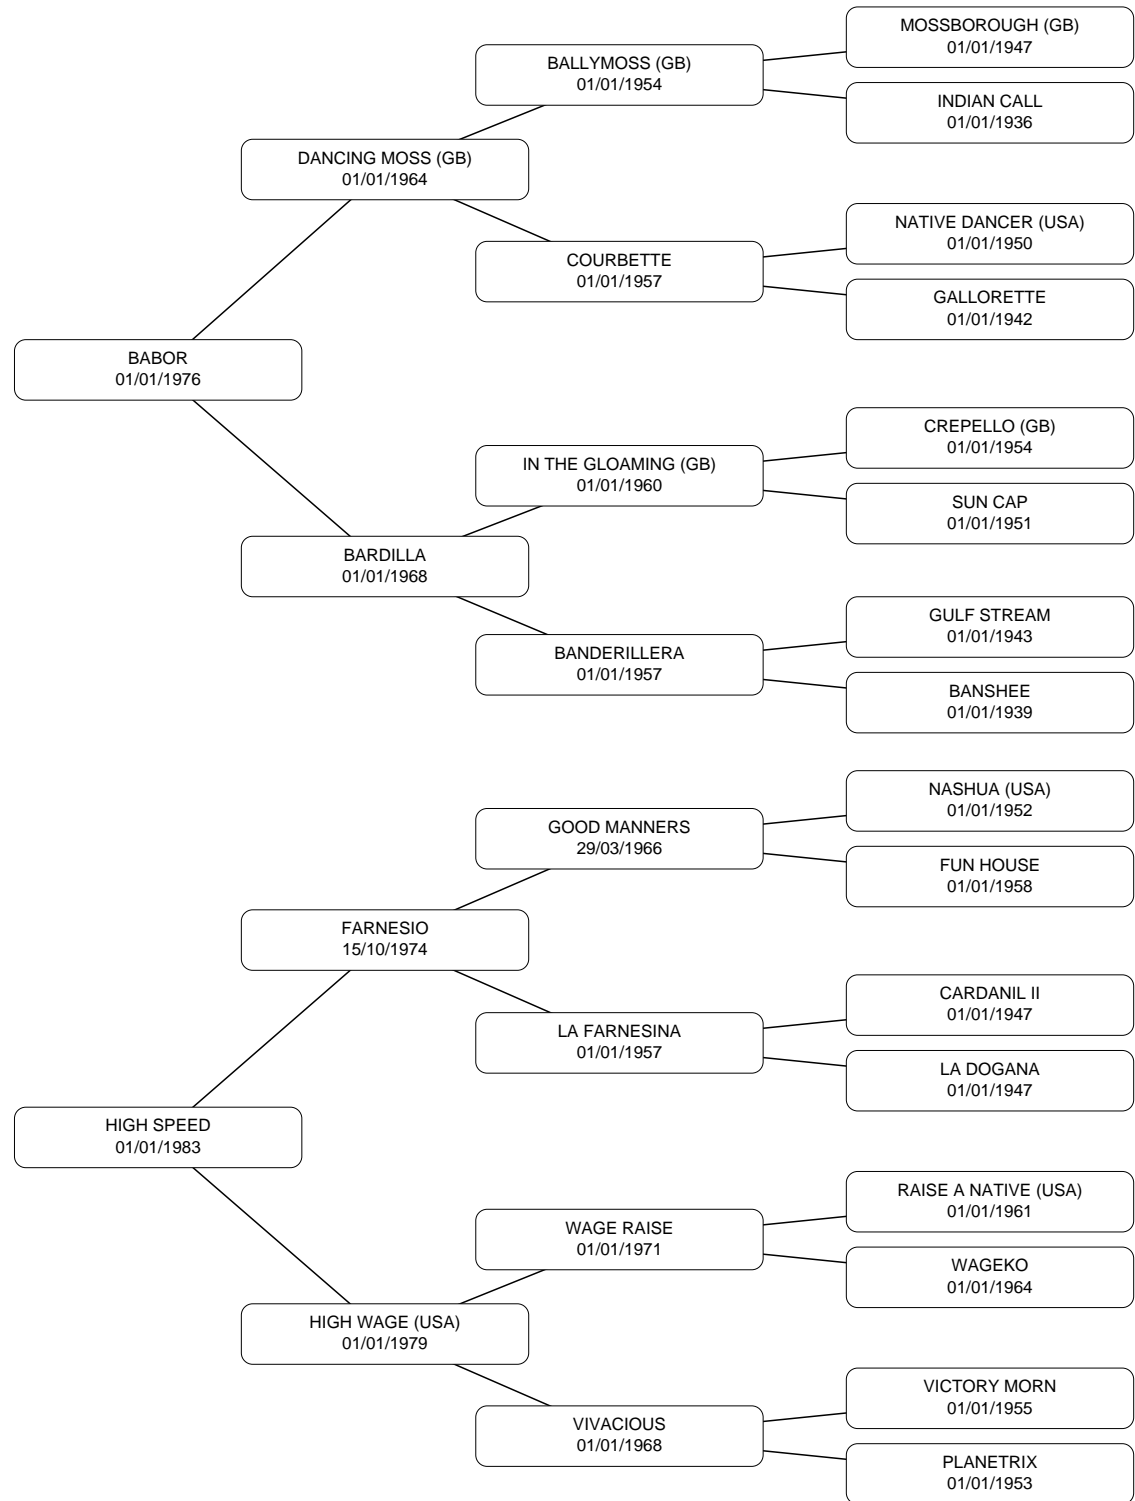 MOSSBOROUGH (GB)
01/01/1947
BALLYMOSS (GB)
01/01/1954
INDIAN CALL
01/01/1936
DANCING MOSS (GB)
01/01/1964
NATIVE DANCER (USA)
01/01/1950
COURBETTE
01/01/1957
GALLORETTE
01/01/1942
BABOR
01/01/1976
CREPELLO (GB)
01/01/1954
IN THE GLOAMING (GB)
01/01/1960
SUN CAP
01/01/1951
BARDILLA
01/01/1968
GULF STREAM
01/01/1943
BANDERILLERA
01/01/1957
BANSHEE
01/01/1939
NASHUA (USA)
01/01/1952
GOOD MANNERS
29/03/1966
FUN HOUSE
01/01/1958
FARNESIO
15/10/1974
CARDANIL II
01/01/1947
LA FARNESINA
01/01/1957
LA DOGANA
01/01/1947
HIGH SPEED
01/01/1983
RAISE A NATIVE (USA)
01/01/1961
WAGE RAISE
01/01/1971
WAGEKO
01/01/1964
HIGH WAGE (USA)
01/01/1979
VICTORY MORN
01/01/1955
VIVACIOUS
01/01/1968
PLANETRIX
01/01/1953